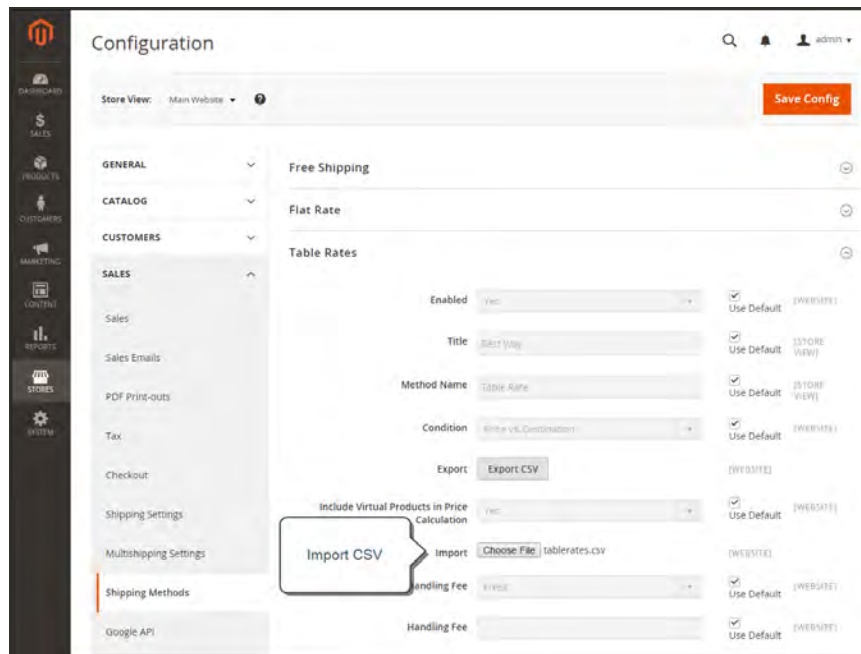 Configuration
admin
DASHBOARD
SALES
PRODUCTS
CUSTOMERS
MARKETING
CONTENT
REPORTS
STORES
SYSTEM
Store View: Main Website
Save Config
GENERAL
CATALOG
CUSTOMERS
SALES
Sales
Sales Emails
PDF Print-outs
Tax
Checkout
Shipping Settings
Multishipping Settings
Shipping Methods
Google API
Free Shipping
Flat Rate
Table Rates
Enabled Yes Use Default [WEBSITE]
Title Best Way Use Default [STORE VIEW]
Method Name Table Rate Use Default [STORE VIEW]
Condition Price vs. Destination Use Default [WEBSITE]
Export Export CSV [WEBSITE]
Include Virtual Products in Price
Calculation Yes Use Default [WEBSITE]
Import CSV
Import Choose File tablerates.csv [WEBSITE]
Handling Fee Fixed Use Default [WEBSITE]
Handling Fee Use Default [WEBSITE]